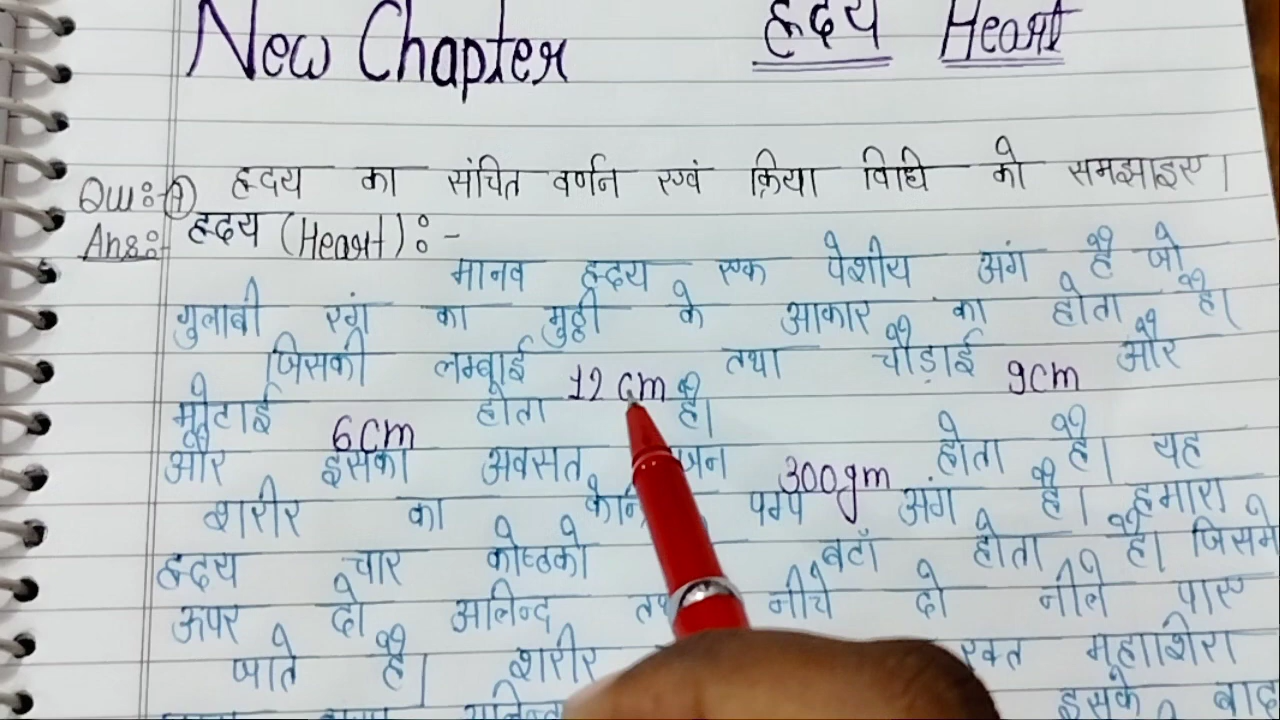 New Chapter हृदय Heart
Qus:-① हृदय का संचित वर्णन एवं क्रिया विधि को समझाइए।
Ans:- हृदय (Heart):-
मानव हृदय एक पेशीय अंग है जो
गुलाबी रंग का मुट्ठी के आकार का होता है।
जिसकी लम्बाई 12 cm तथा चौड़ाई 9cm और
मोटाई 6cm होता है।
और इसका अवसत 300gm होता है। यह
शरीर का पम्प अंग है। हमारा
हृदय चार कोष्ठको बटाँ होता है। जिसमे
ऊपर दो अलिन्द नीचे दो नीले पाए
जाते है। शरीर रक्त महाशिरा
इसके बाद